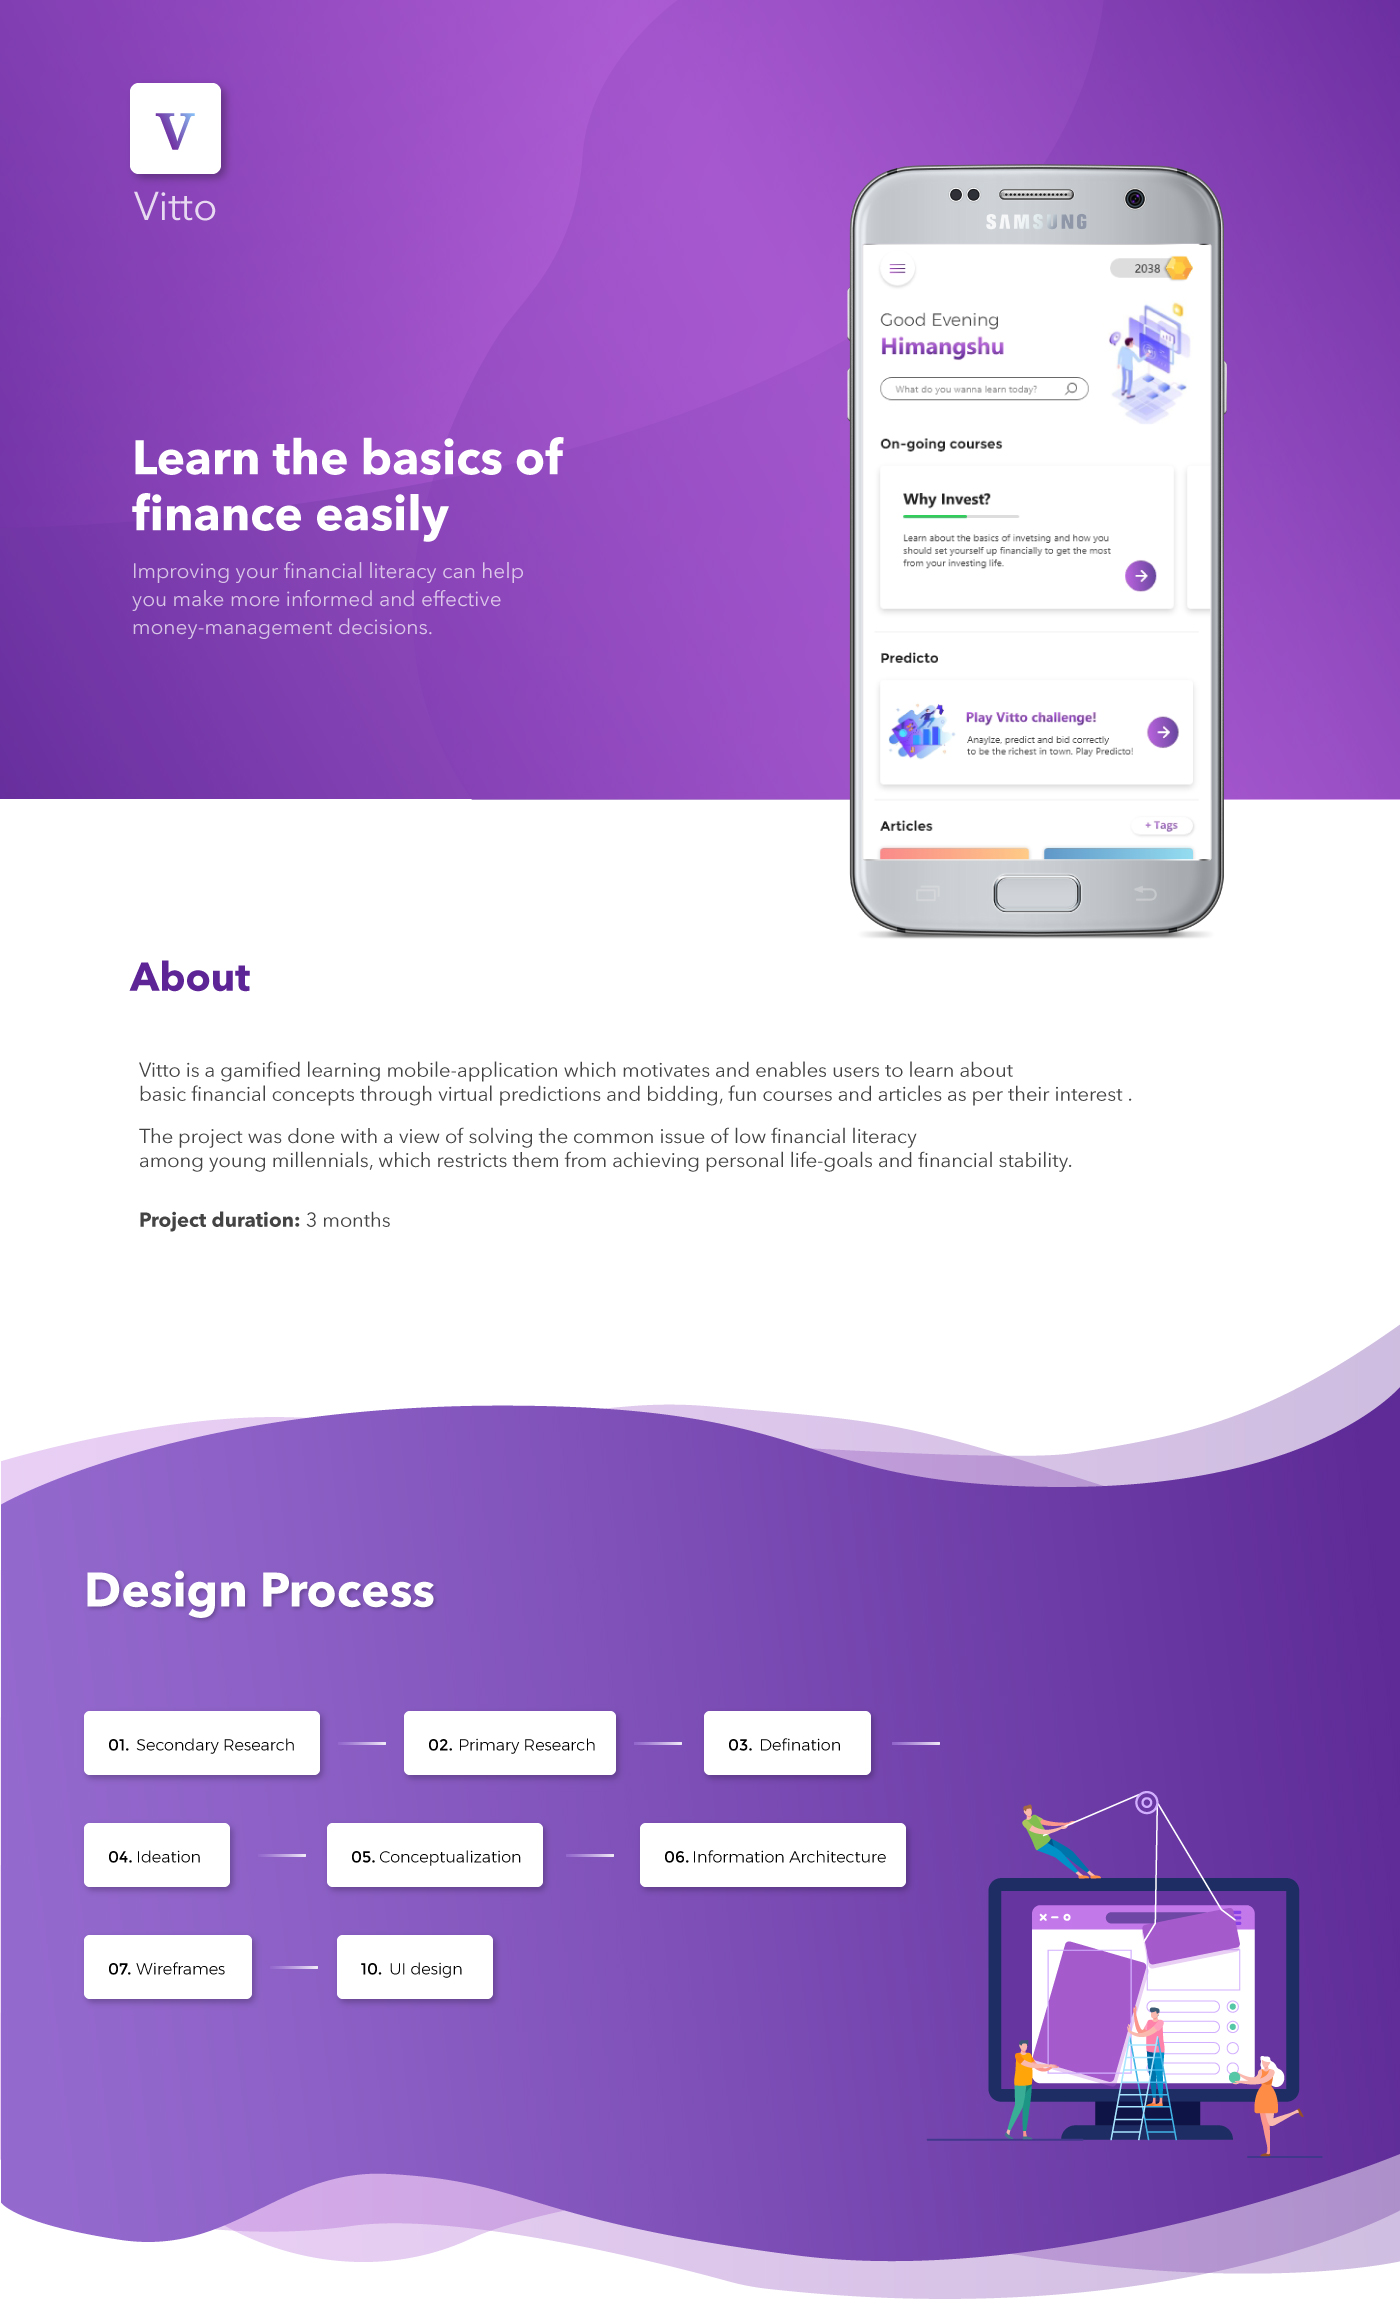 V
Vitto
Learn the basics of
finance easily
Improving your financial literacy can help
you make more informed and effective
money-management decisions.
SAMSUNG
2038
Good Evening
Himangshu
What do you wanna learn today?
On-going courses
Why Invest?
Learn about the basics of invetsing and how you
should set yourself up financially to get the most
from your investing life.
Predicto
Play Vitto challenge!
Anaylze, predict and bid correctly
to be the richest in town. Play Predicto!
Articles
+ Tags
About
Vitto is a gamified learning mobile-application which motivates and enables users to learn about
basic financial concepts through virtual predictions and bidding, fun courses and articles as per their interest .
The project was done with a view of solving the common issue of low financial literacy
among young millennials, which restricts them from achieving personal life-goals and financial stability.
Project duration: 3 months
Design Process
01. Secondary Research
02. Primary Research
03. Defination
04. Ideation
05. Conceptualization
06. Information Architecture
07. Wireframes
10. UI design